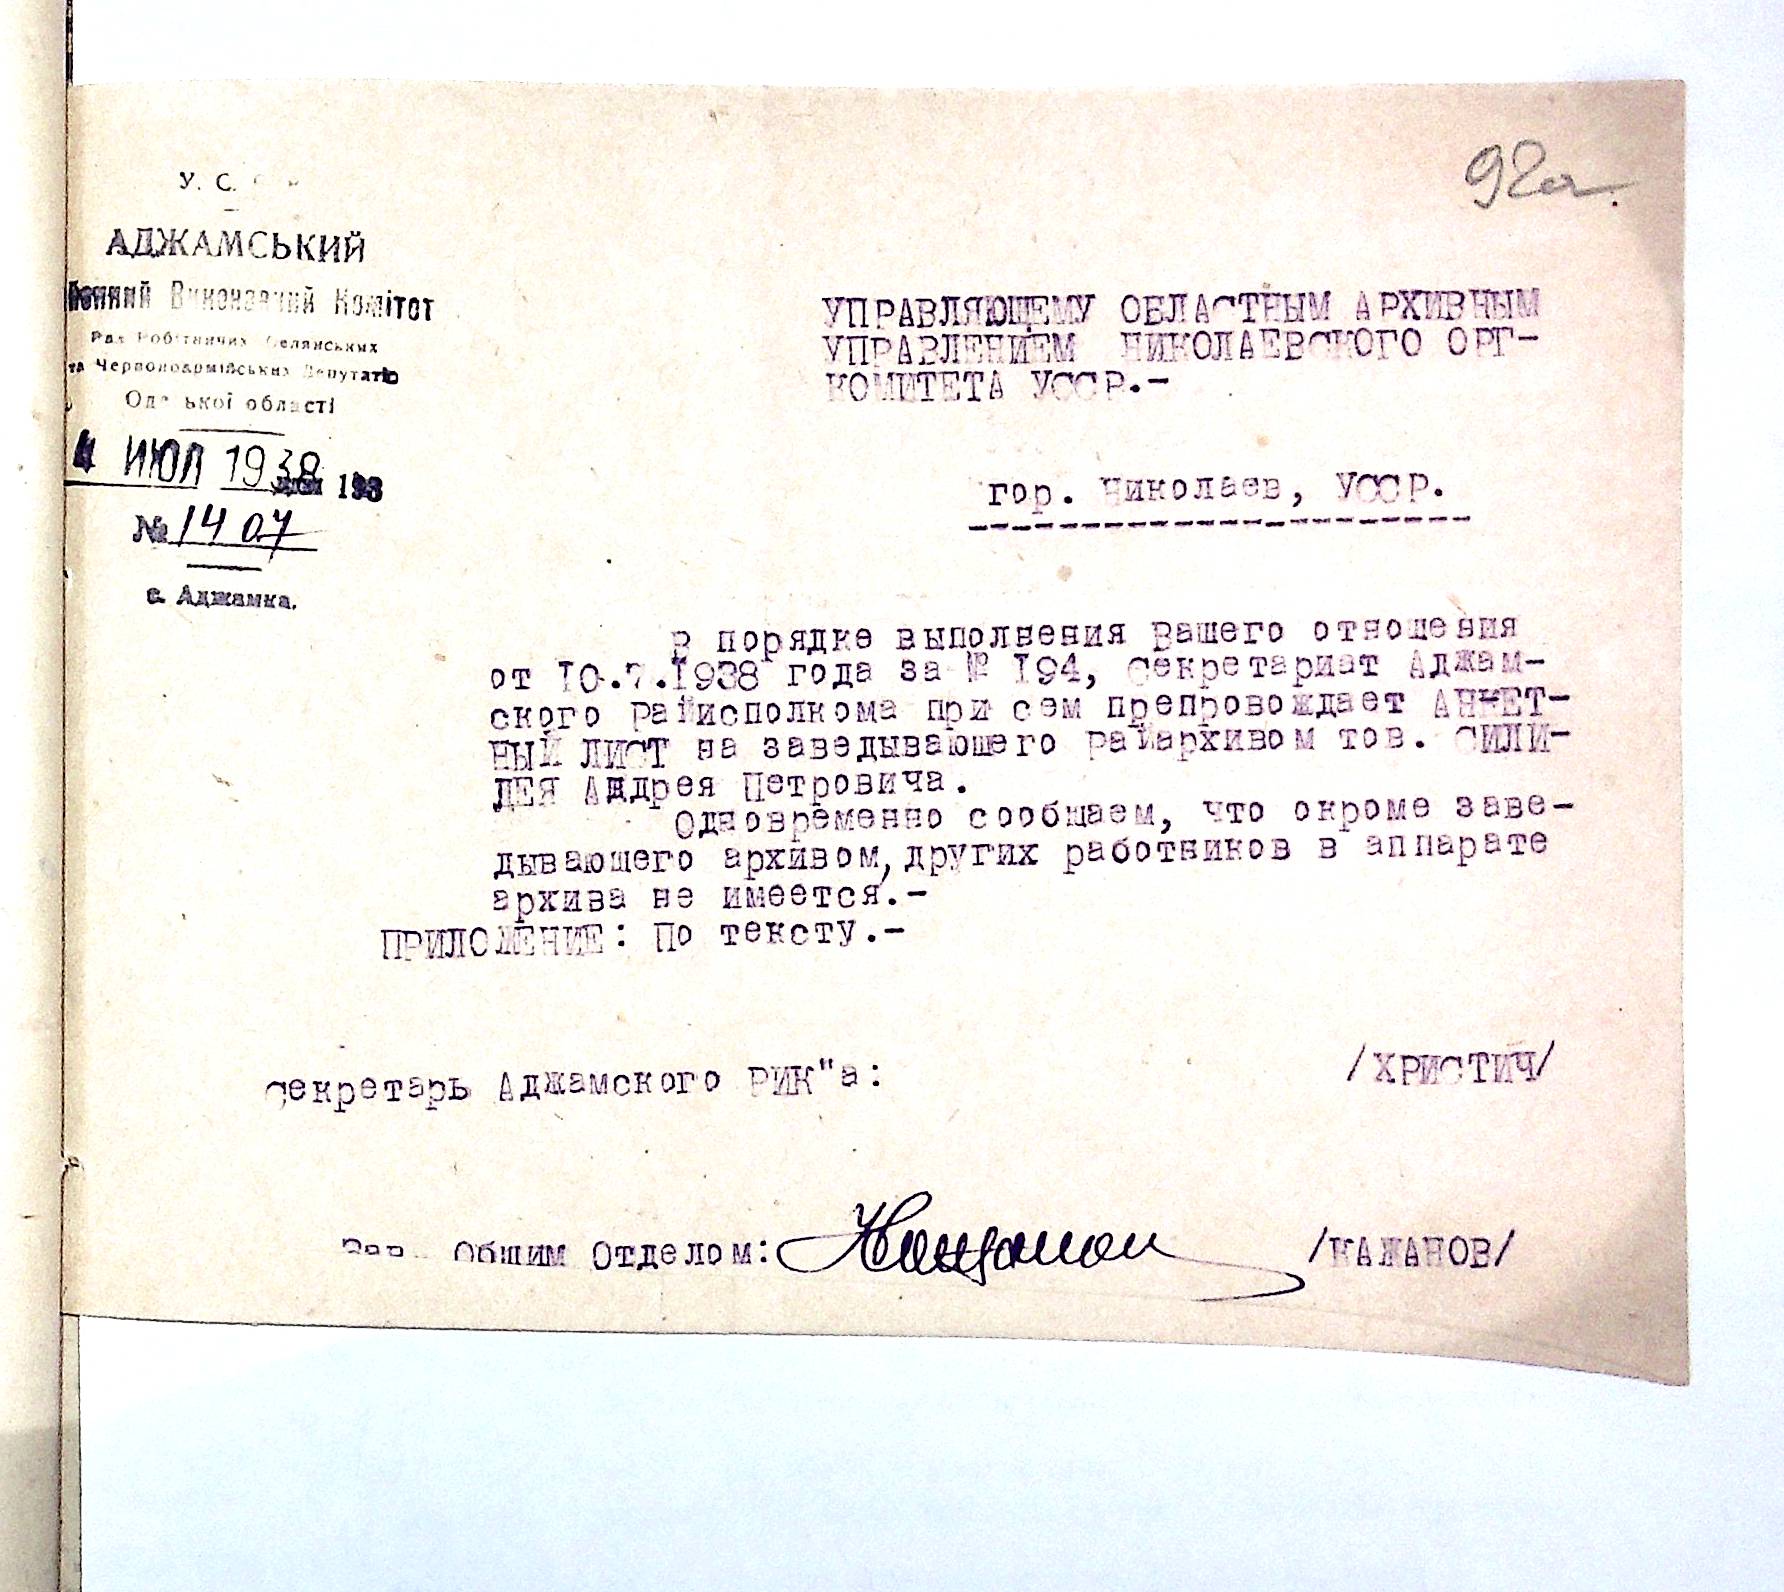 92а.
У. С.
АДЖАМСЬКИЙ
Виконавчий Комітет
Рад Робітничих Селянських
та Червоноармійських Депутатів
Оде ької області
ИЮЛ 1938 193
№ 1407
с. Аджамка.
УПРАВЛЯЮЩЕМУ ОБЛАСТНЫМ АРХИВНЫМ
УПРАВЛЕНИЕМ НИКОЛАЕВСКОГО ОРГ-
КОМИТЕТА УССР.-
гор. Николаев, УССР.
В порядке выполнения Вашего отношения
от 10.7.1938 года за № 194, Секретариат Аджам-
ского райисполкома при сем препровождает АНКЕТ-
НЫЙ ЛИСТ на заведывающего райархивом тов. СИЛИ-
ДЕЯ Петровича.
Одновременно сообщаем, что окроме заве-
дывающего архивом, других работников в аппарате
архива не имеется.-
ПРИЛОЖЕНИЕ: По тексту.-
Секретарь Аджамского РИК"а: /ХРИСТИЧ/
Зав. Общим Отделом: /КАЖАНОВ/